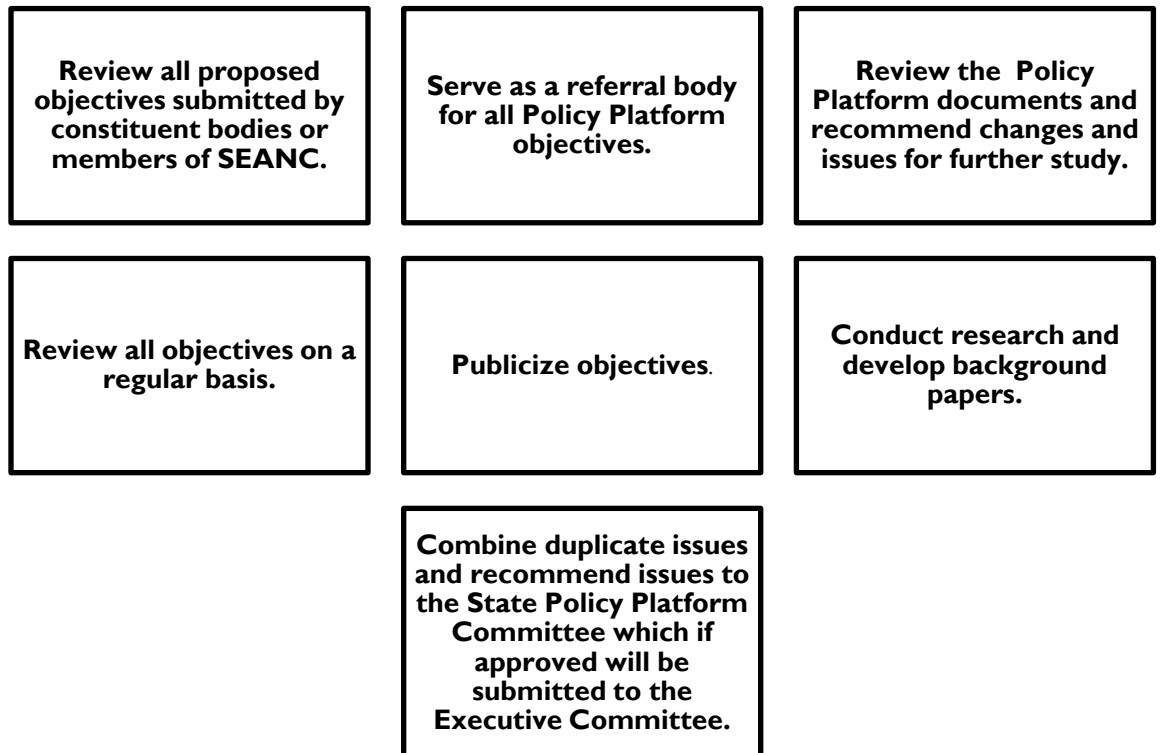 Review all proposed
objectives submitted by
constituent bodies or
members of SEANC.
Serve as a referral body
for all Policy Platform
objectives.
Review the  Policy
Platform documents and
recommend changes and
issues for further study.
Review all objectives on a
regular basis.
Publicize objectives.
Conduct research and
develop background
papers.
Combine duplicate issues
and recommend issues to
the State Policy Platform
Committee which if
approved will be
submitted to the
Executive Committee.